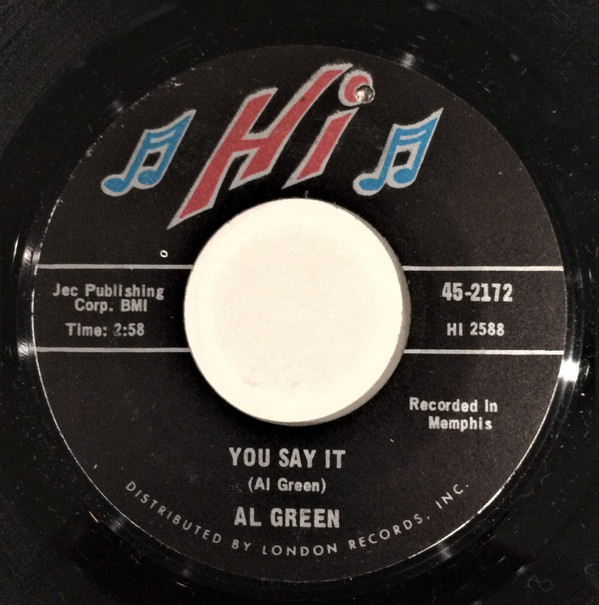 Hi
Jec Publishing
Corp. BMI
Time: 2:58
45-2172
HI 2588
Recorded in
Memphis
YOU SAY IT
(Al Green)
AL GREEN
DISTRIBUTED BY LONDON RECORDS, INC.